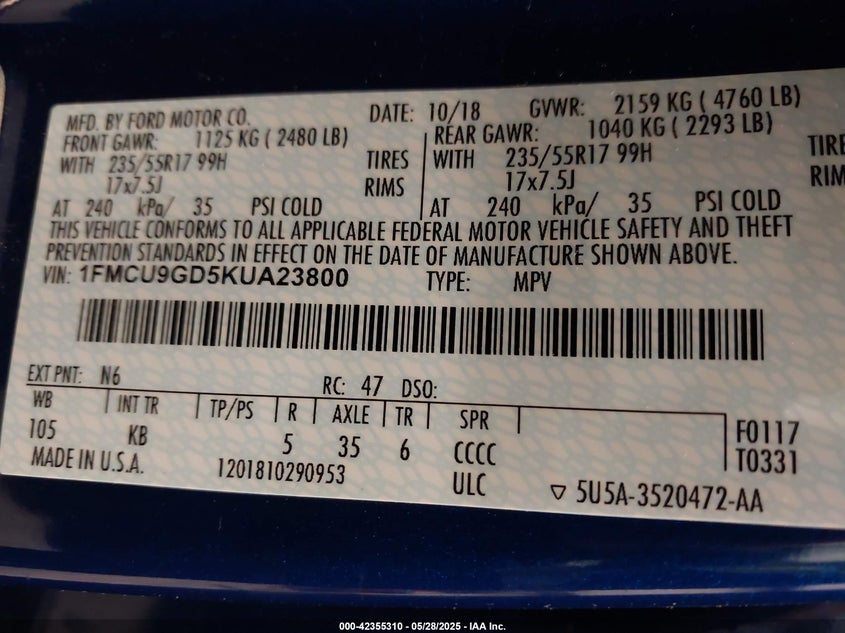 MFD. BY FORD MOTOR CO. DATE: 10/18 GVWR: 2159 KG ( 4760 LB)
FRONT GAWR: 1125 KG ( 2480 LB) REAR GAWR: 1040 KG ( 2293 LB)
WITH 235/55R17 99H TIRES WITH 235/55R17 99H TIRE
17x7.5J RIMS 17x7.5J RIM
AT 240 kPa/ 35 PSI COLD AT 240 kPa/ 35 PSI COLD
THIS VEHICLE CONFORMS TO ALL APPLICABLE FEDERAL MOTOR VEHICLE SAFETY AND THEFT
PREVENTION STANDARDS IN EFFECT ON THE DATE OF MANUFACTURE SHOWN ABOVE.
VIN: 1FMCU9GD5KUA23800 TYPE: MPV
EXT PNT: N6 RC: 47 DSO:
WB INT TR TP/PS R AXLE TR SPR
105 KB 5 35 6 CCCC F0117
MADE IN U.S.A. 1201810290953 ULC T0331
▽ 5U5A-3520472-AA
000-42355310 | 05/28/2025 - IAA Inc.